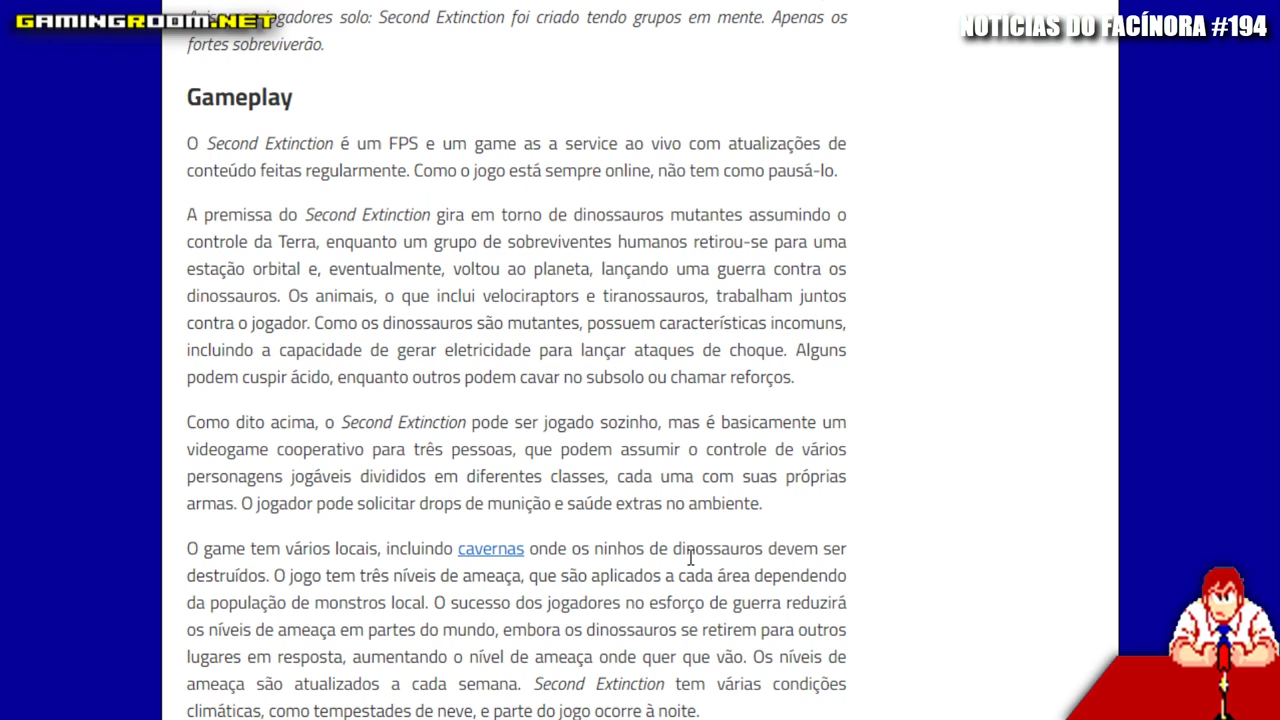 GAMINGROOM.NET
NOTÍCIAS DO FACÍNORA #194
jogadores solo: Second Extinction foi criado tendo grupos em mente. Apenas os
fortes sobreviverão.
Gameplay
O Second Extinction é um FPS e um game as a service ao vivo com atualizações de
conteúdo feitas regularmente. Como o jogo está sempre online, não tem como pausá-lo.
A premissa do Second Extinction gira em torno de dinossauros mutantes assumindo o
controle da Terra, enquanto um grupo de sobreviventes humanos retirou-se para uma
estação orbital e, eventualmente, voltou ao planeta, lançando uma guerra contra os
dinossauros. Os animais, o que inclui velociraptors e tiranossauros, trabalham juntos
contra o jogador. Como os dinossauros são mutantes, possuem características incomuns,
incluindo a capacidade de gerar eletricidade para lançar ataques de choque. Alguns
podem cuspir ácido, enquanto outros podem cavar no subsolo ou chamar reforços.
Como dito acima, o Second Extinction pode ser jogado sozinho, mas é basicamente um
videogame cooperativo para três pessoas, que podem assumir o controle de vários
personagens jogáveis divididos em diferentes classes, cada uma com suas próprias
armas. O jogador pode solicitar drops de munição e saúde extras no ambiente.
O game tem vários locais, incluindo cavernas onde os ninhos de dinossauros devem ser
destruídos. O jogo tem três níveis de ameaça, que são aplicados a cada área dependendo
da população de monstros local. O sucesso dos jogadores no esforço de guerra reduzirá
os níveis de ameaça em partes do mundo, embora os dinossauros se retirem para outros
lugares em resposta, aumentando o nível de ameaça onde quer que vão. Os níveis de
ameaça são atualizados a cada semana. Second Extinction tem várias condições
climáticas, como tempestades de neve, e parte do jogo ocorre à noite.